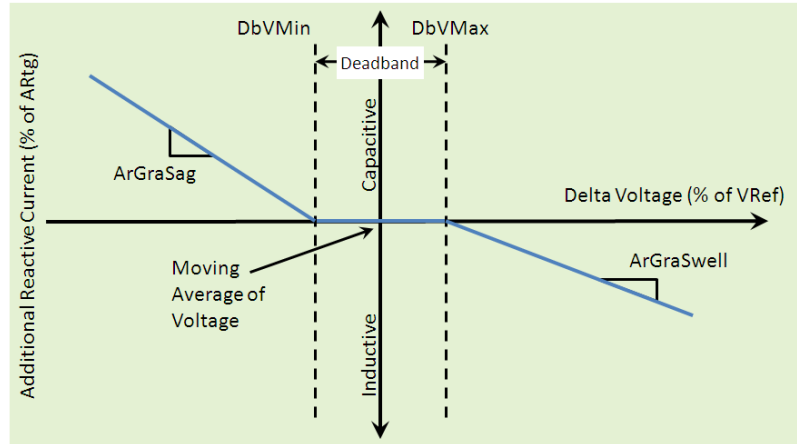 DbVMin
DbVMax
Deadband
Additional Reactive Current (% of ARtg)
Capacitive
ArGraSag
Delta Voltage (% of VRef)
Moving
Average of
Voltage
ArGraSwell
Inductive